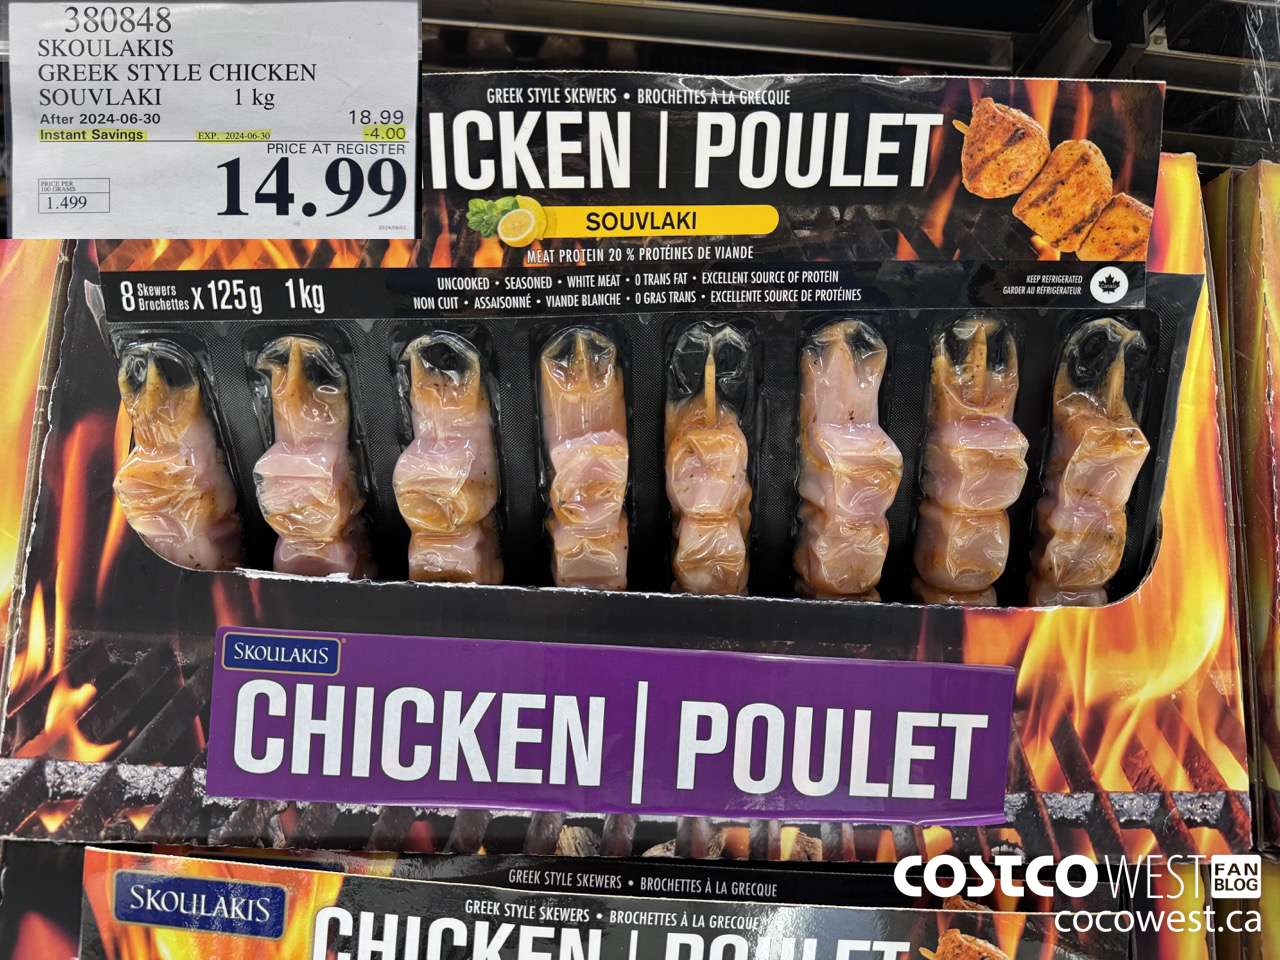 380848
SKOULAKIS
GREEK STYLE CHICKEN
SOUVLAKI 1 kg
After 2024-06-30 18.99
Instant Savings EXP. 2024-06-30 -4.00
PRICE AT REGISTER
14.99
PRICE PER
100 GRAMS
1.499
GREEK STYLE SKEWERS • BROCHETTES À LA GRECQUE
ICKEN | POULET
SOUVLAKI
MEAT PROTEIN 20 % PROTÉINES DE VIANDE
8 Skewers Brochettes x 125g 1kg
UNCOOKED • SEASONED • WHITE MEAT • 0 TRANS FAT • EXCELLENT SOURCE OF PROTEIN
NON CUIT • ASSAISONNÉ • VIANDE BLANCHE • 0 GRAS TRANS • EXCELLENTE SOURCE DE PROTÉINES
KEEP REFRIGERATED
GARDER AU RÉFRIGÉRATEUR
SKOULAKIS
CHICKEN | POULET
GREEK STYLE SKEWERS • BROCHETTES À LA GRECQUE
SKOULAKIS
GREEK STYLE SKEWERS • BROCHETTES À LA GRECQUE
CHICKEN | POULET
COSTCO WEST FAN BLOG
cocowest.ca